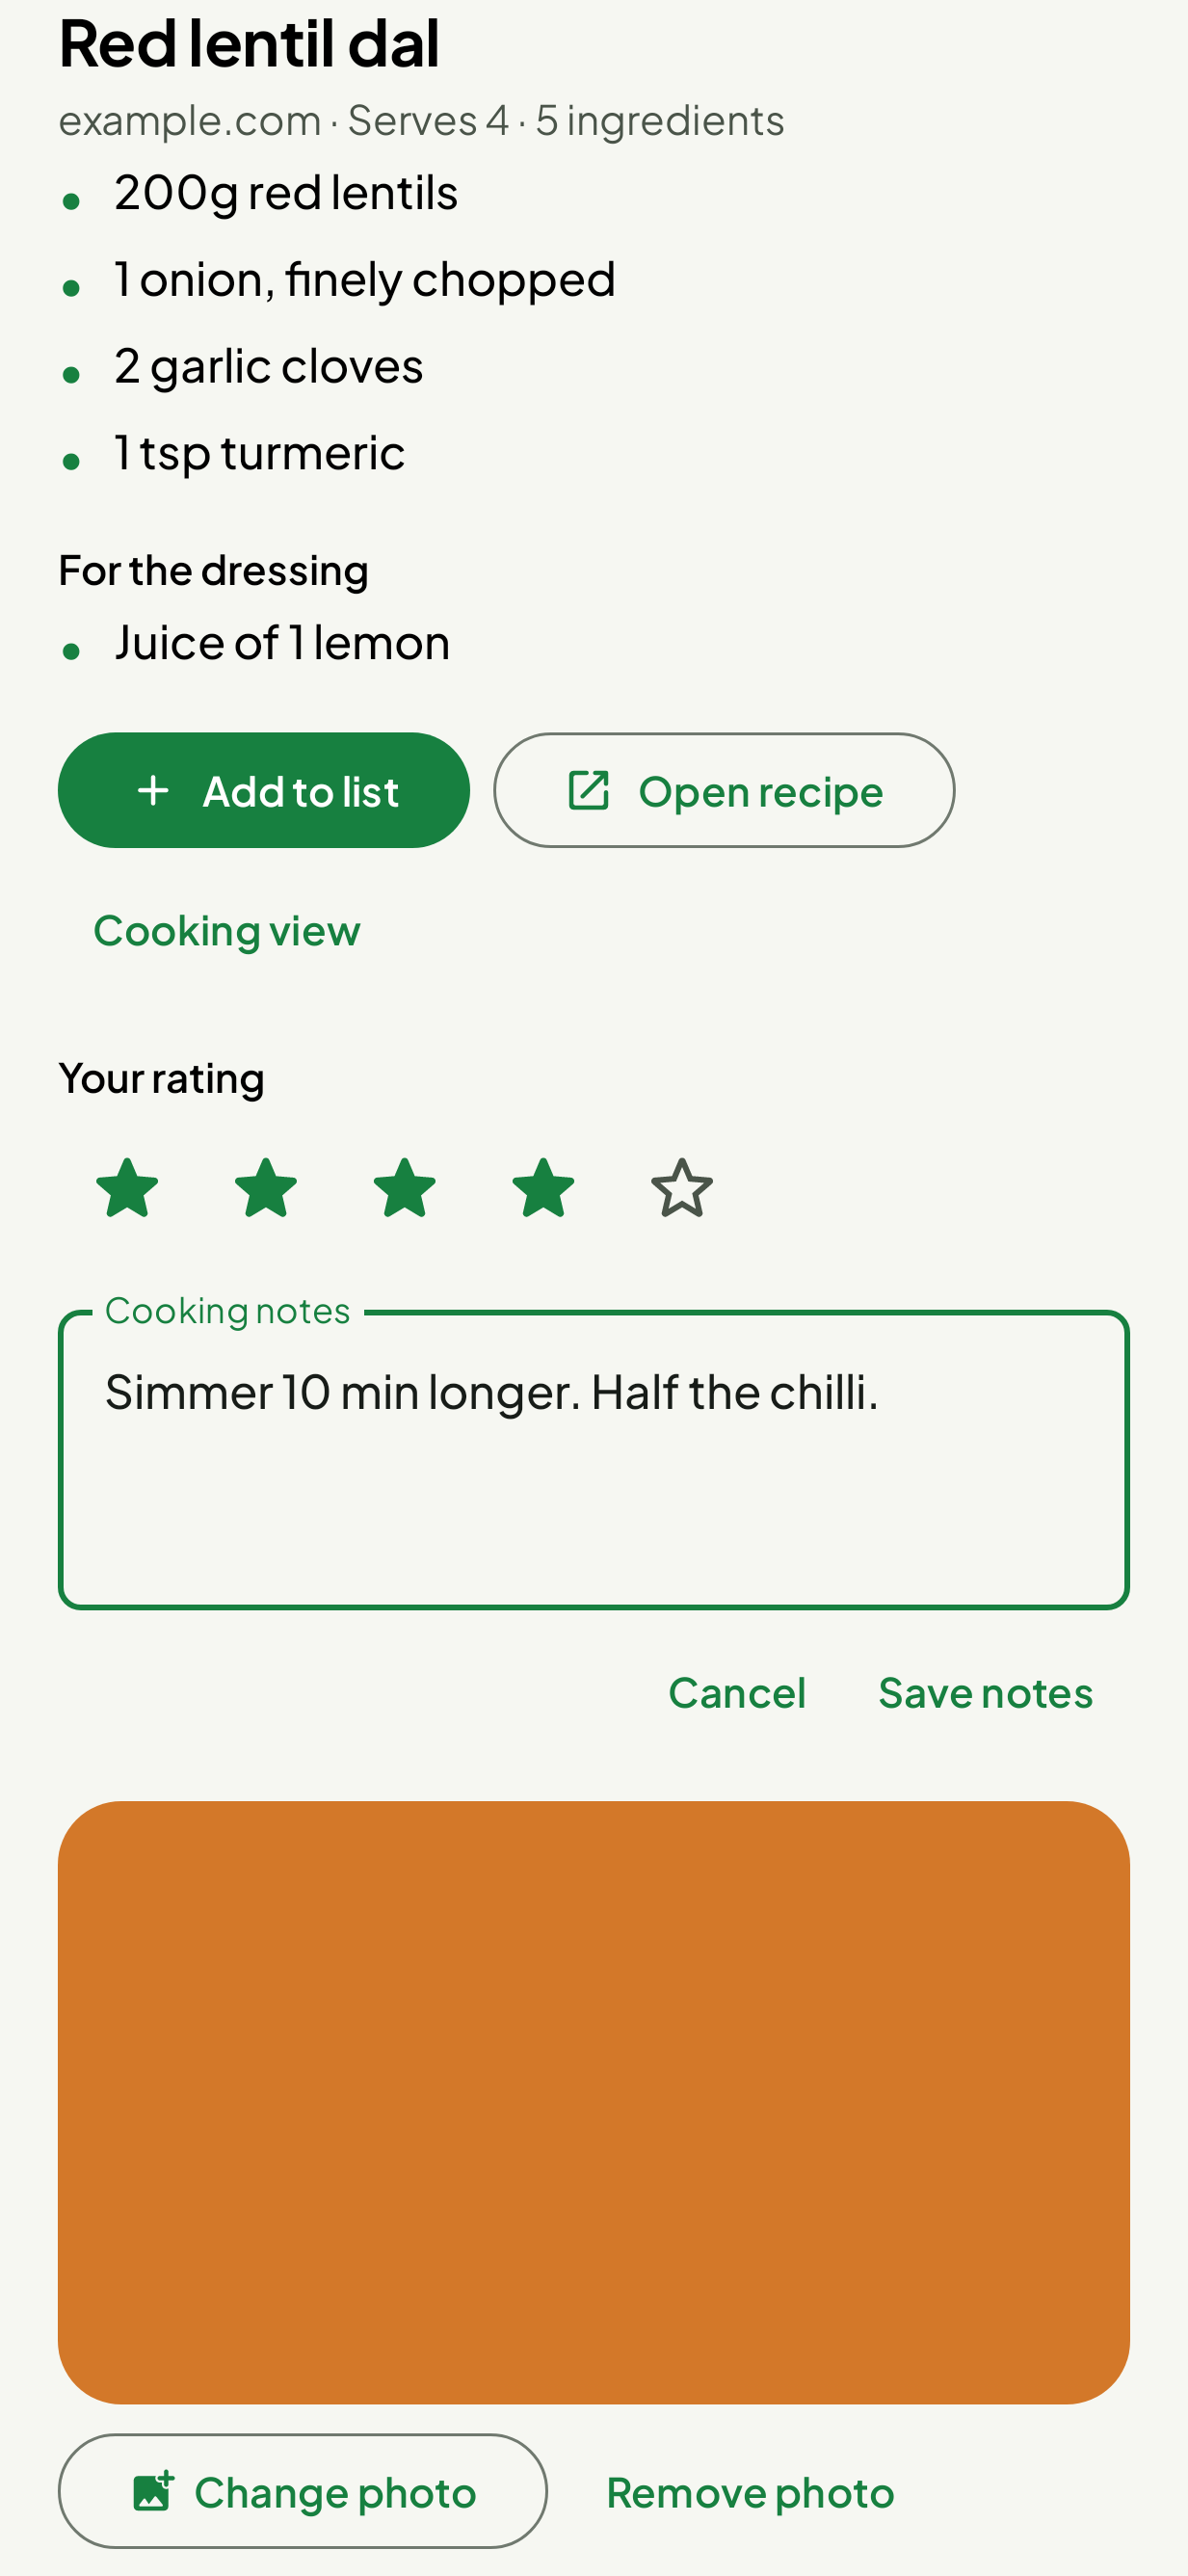 Red lentil dal
example.com · Serves 4 · 5 ingredients
200g red lentils
1 onion, finely chopped
2 garlic cloves
1 tsp turmeric
For the dressing
Juice of 1 lemon
Add to list
Open recipe
Cooking view
Your rating
Cooking notes
Simmer 10 min longer. Half the chilli.
Cancel
Save notes
Change photo
Remove photo